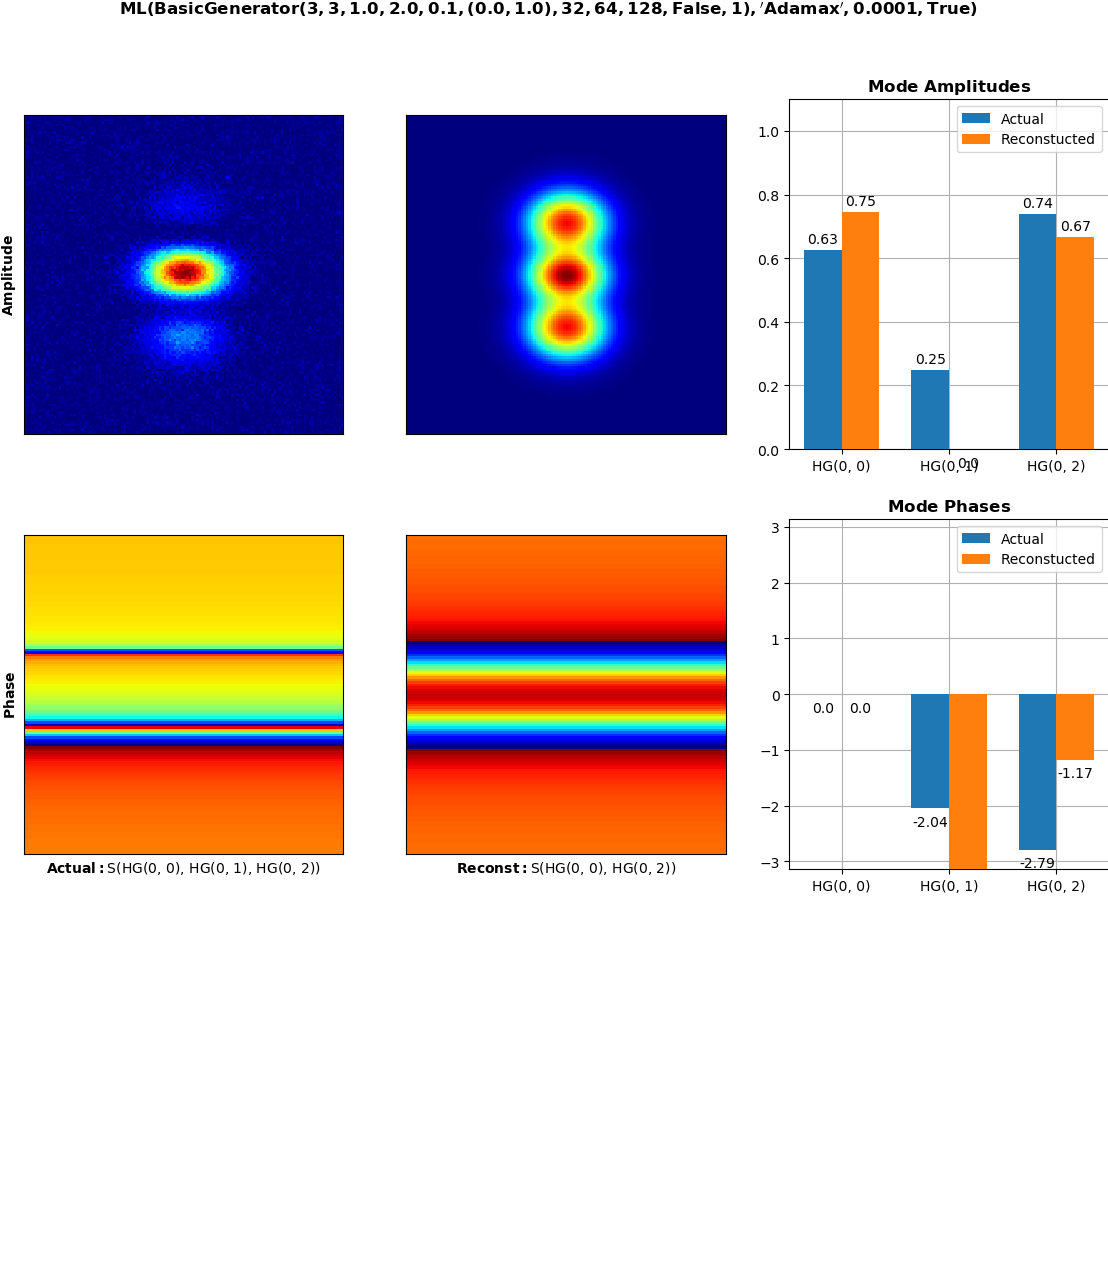 ML(BasicGenerator(3, 3, 1.0, 2.0, 0.1, (0.0, 1.0), 32, 64, 128, False, 1), ′Adamax′, 0.0001, True)
Amplitude
Mode Amplitudes
Actual
Reconstucted
1.0
0.8
0.6
0.4
0.2
0.0
0.63
0.75
0.25
0.0
0.74
0.67
HG(0, 0)
HG(0, 1)
HG(0, 2)
Phase
Actual: S(HG(0, 0), HG(0, 1), HG(0, 2))
Reconst: S(HG(0, 0), HG(0, 2))
Mode Phases
Actual
Reconstucted
3
2
1
0
−1
−2
−3
0.0
0.0
-2.04
-2.79
-1.17
HG(0, 0)
HG(0, 1)
HG(0, 2)